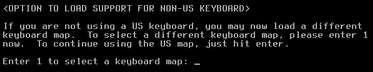 <OPTION TO LOAD SUPPORT FOR NON-US KEYBOARD>
If you are not using a US keyboard, you may now load a different
keyboard map.  To select a different keyboard map, please enter 1
now.  To continue using the US map, just hit enter.
Enter 1 to select a keyboard map: _